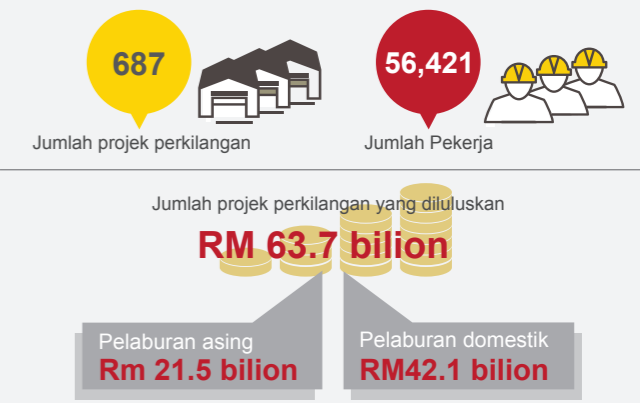 687
56,421
Jumlah projek perkilangan
Jumlah Pekerja
Jumlah projek perkilangan yang diluluskan
RM 63.7 bilion
Pelaburan asing
Rm 21.5 bilion
Pelaburan domestik
RM42.1 bilion